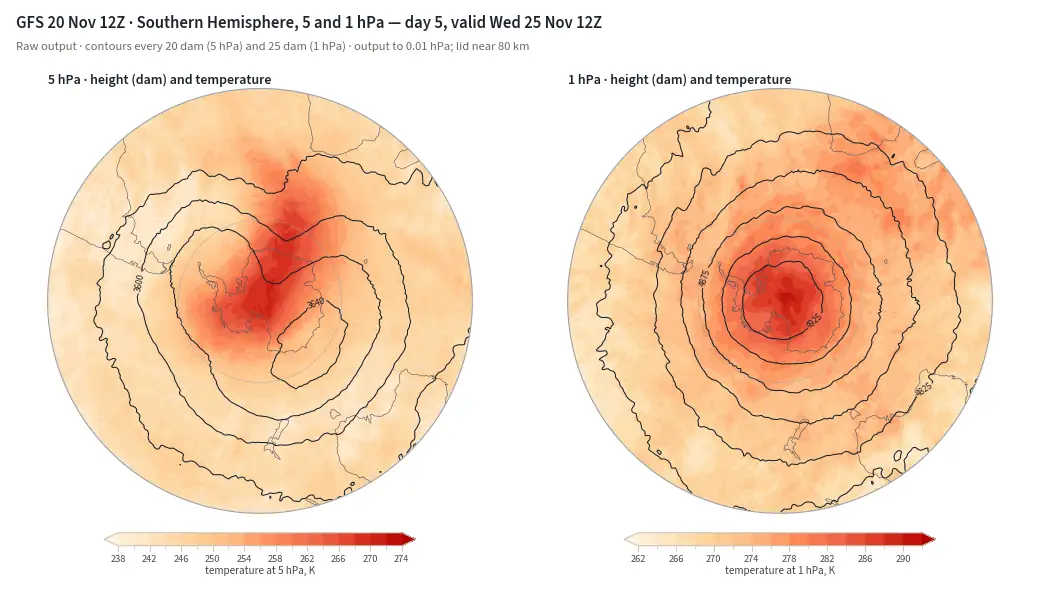 GFS 20 Nov 12Z · Southern Hemisphere, 5 and 1 hPa — day 5, valid Wed 25 Nov 12Z
Raw output · contours every 20 dam (5 hPa) and 25 dam (1 hPa) · output to 0.01 hPa; lid near 80 km
5 hPa · height (dam) and temperature
1 hPa · height (dam) and temperature
3600
3640
4875
4925
4825
238 242 246 250 254 258 262 266 270 274
temperature at 5 hPa, K
262 266 270 274 278 282 286 290
temperature at 1 hPa, K